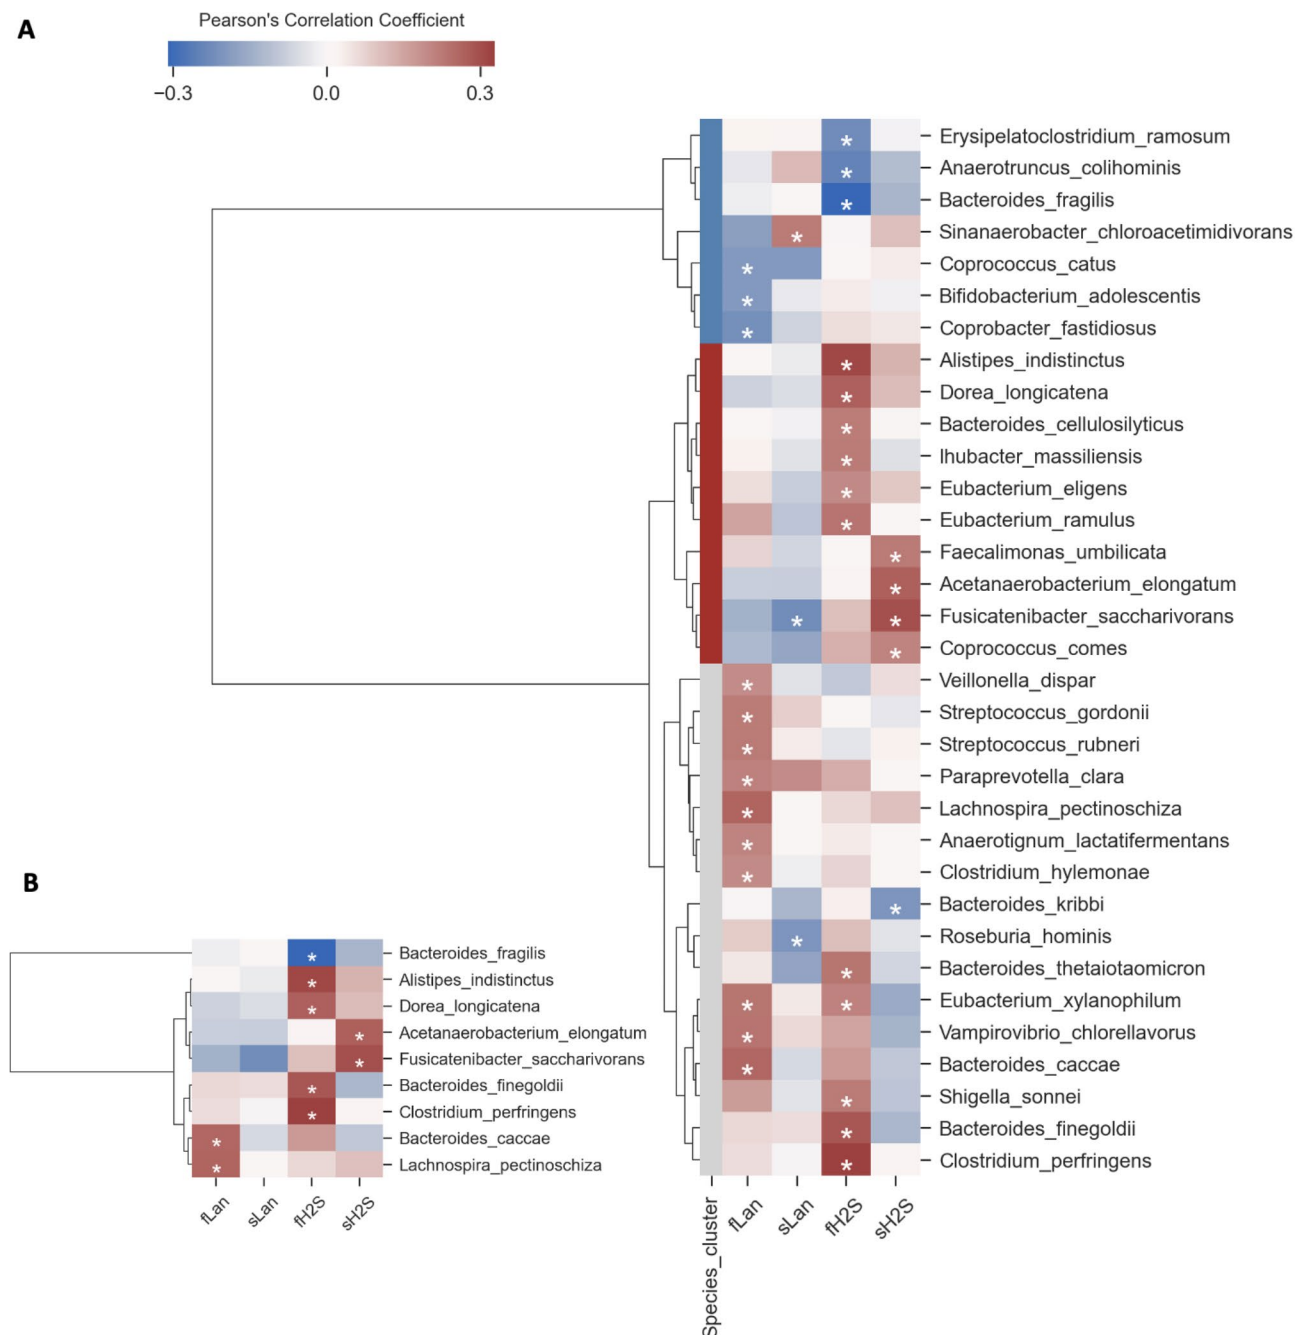 A
Pearson's Correlation Coefficient
−0.3 0.0 0.3
* Erysipelatoclostridium_ramosum
* Anaerotruncus_colihominis
* Bacteroides_fragilis
* Sinanaerobacter_chloroacetimidivorans
* Coprococcus_catus
* Bifidobacterium_adolescentis
* Coprobacter_fastidiosus
* Alistipes_indistinctus
* Dorea_longicatena
* Bacteroides_cellulosilyticus
* Ihubacter_massiliensis
* Eubacterium_eligens
* Eubacterium_ramulus
* Faecalimonas_umbilicata
* Acetanaerobacterium_elongatum
* * Fusicatenibacter_saccharivorans
* Coprococcus_comes
* Veillonella_dispar
* Streptococcus_gordonii
* Streptococcus_rubneri
* Paraprevotella_clara
* Lachnospira_pectinoschiza
* Anaerotignum_lactatifermentans
* Clostridium_hylemonae
* Bacteroides_kribbi
* Roseburia_hominis
* Bacteroides_thetaiotaomicron
* * Eubacterium_xylanophilum
* Vampirovibrio_chlorellavorus
* Bacteroides_caccae
* Shigella_sonnei
* Bacteroides_finegoldii
* Clostridium_perfringens
Species_cluster fLan sLan fH2S sH2S
B
* Bacteroides_fragilis
* Alistipes_indistinctus
* Dorea_longicatena
* Acetanaerobacterium_elongatum
* Fusicatenibacter_saccharivorans
* Bacteroides_finegoldii
* Clostridium_perfringens
* Bacteroides_caccae
* Lachnospira_pectinoschiza
fLan sLan fH2S sH2S